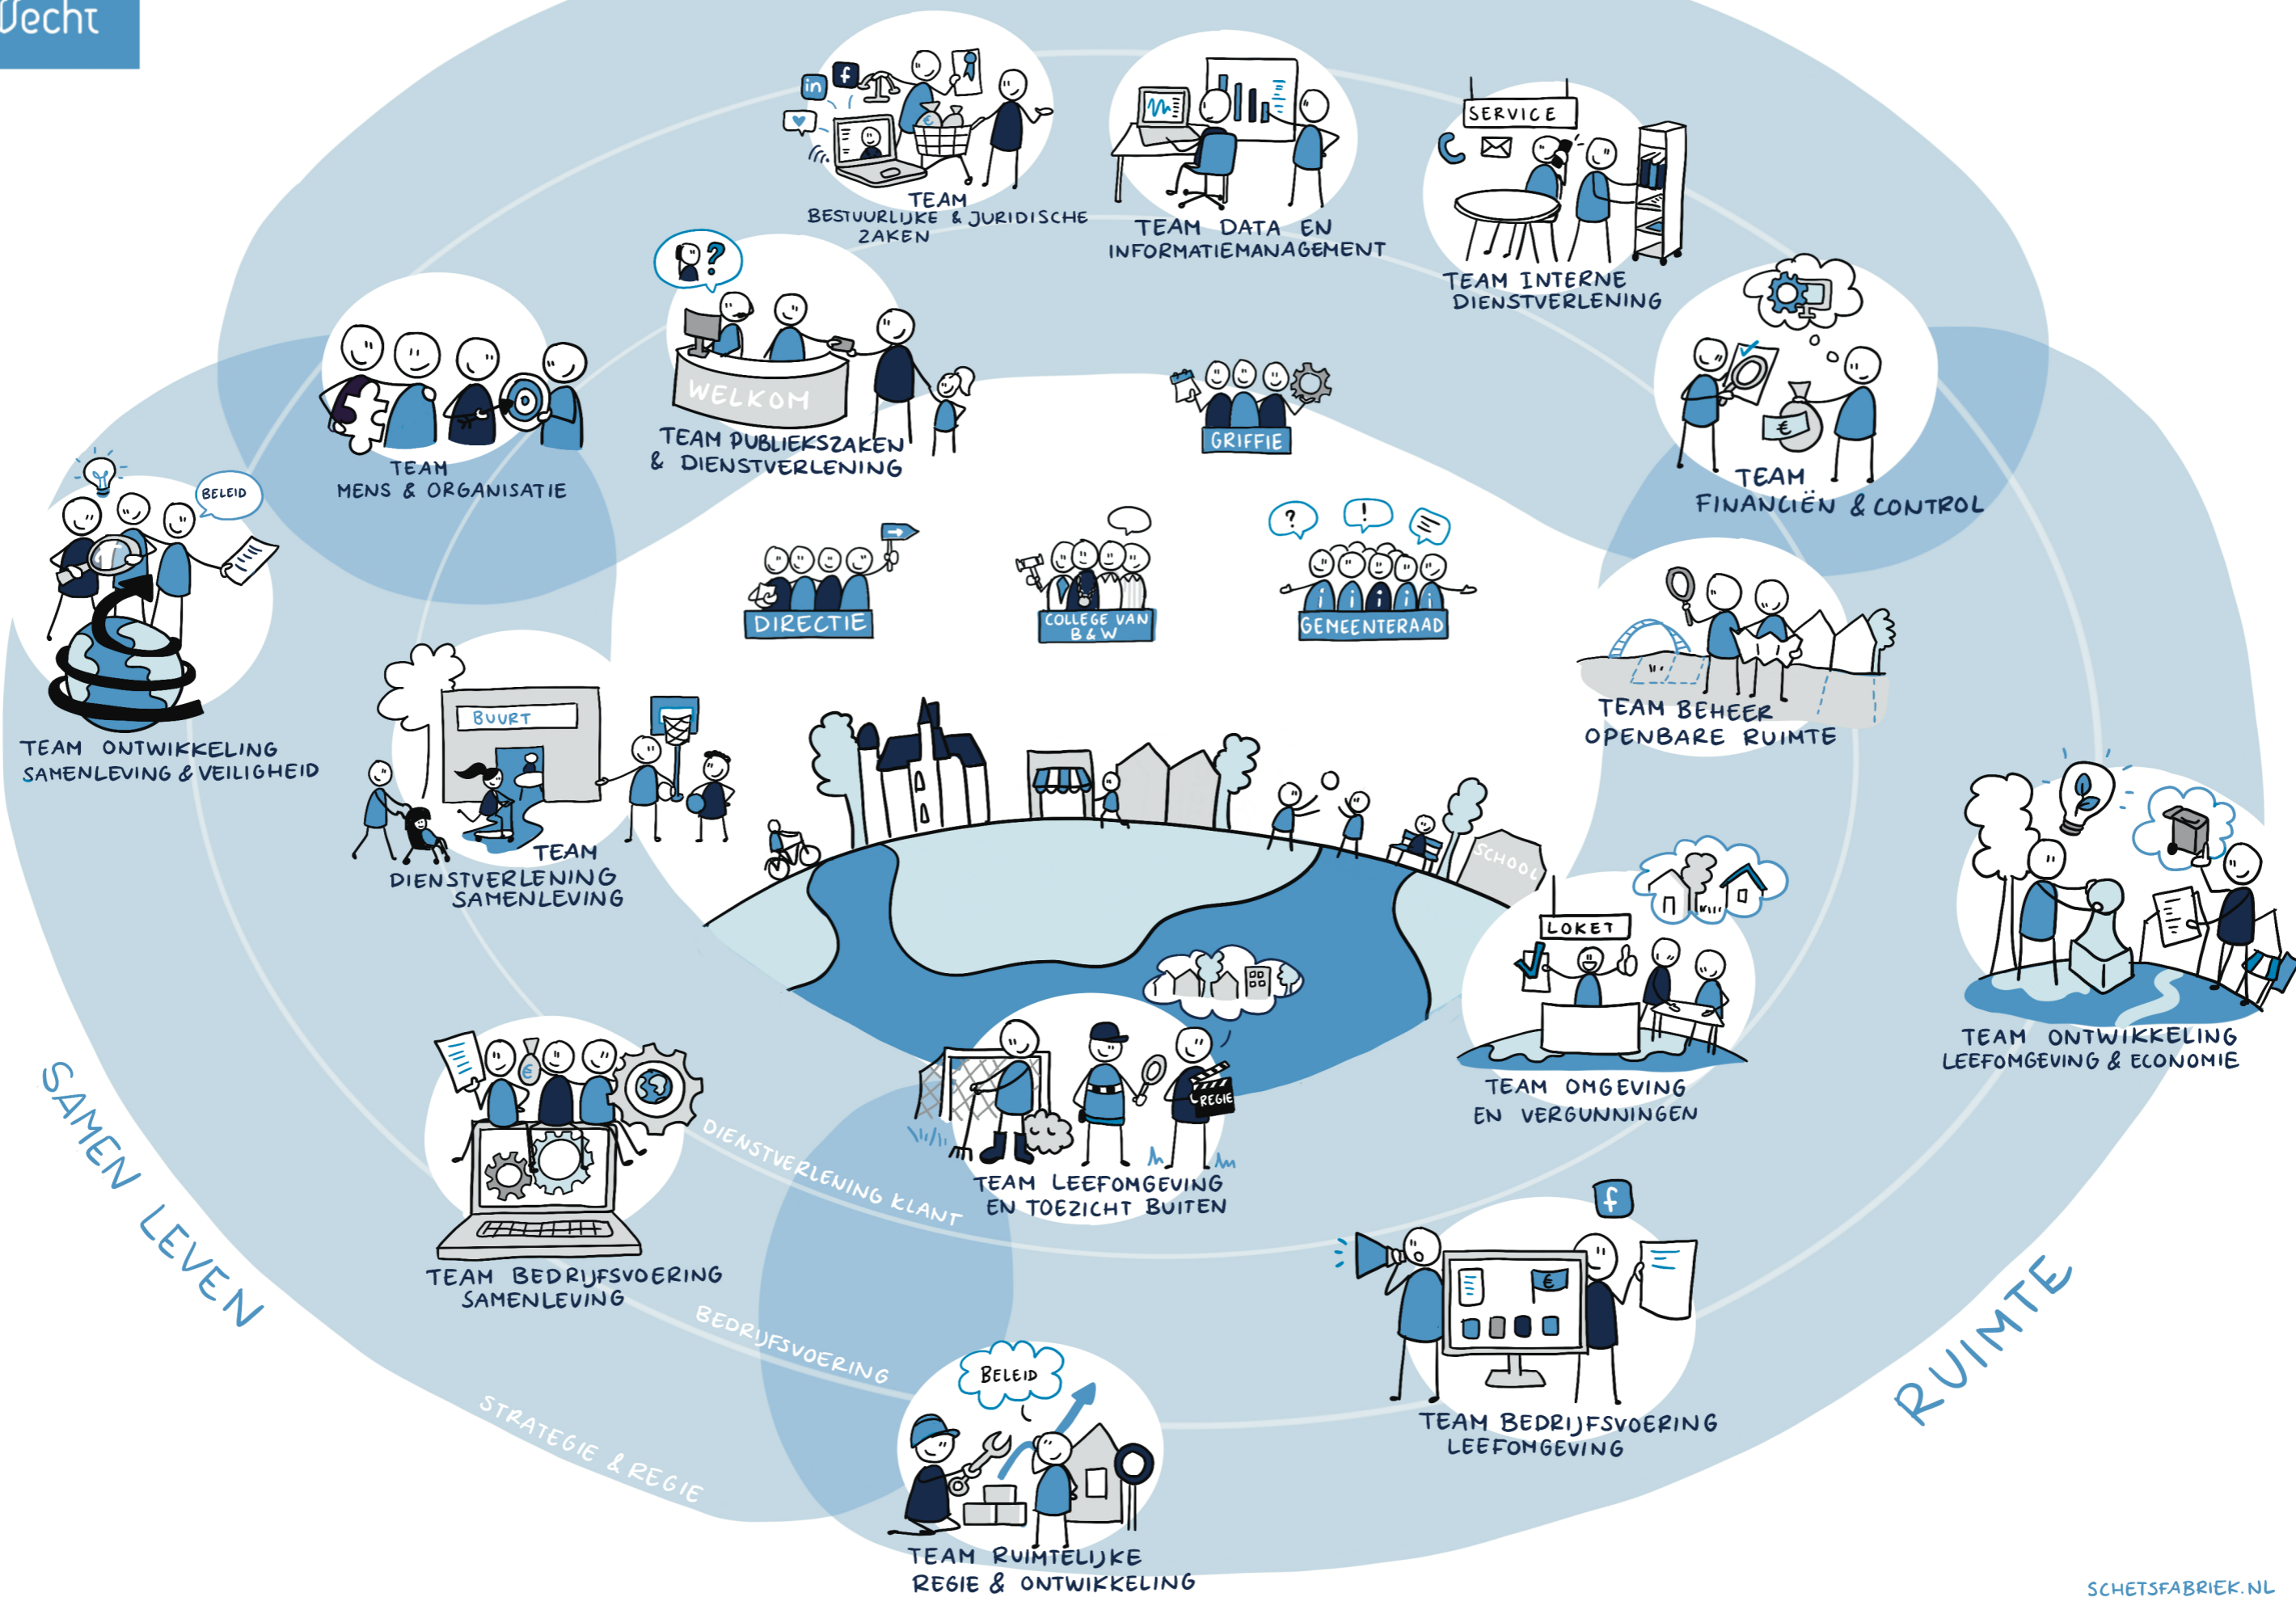 Vecht
TEAM
BESTUURLIJKE & JURIDISCHE
ZAKEN
TEAM DATA EN
INFORMATIEMANAGEMENT
SERVICE
TEAM INTERNE
DIENSTVERLENING
TEAM
MENS & ORGANISATIE
WELKOM
TEAM PUBLIEKSZAKEN
& DIENSTVERLENING
GRIFFIE
TEAM
FINANCIËN & CONTROL
BELEID
TEAM ONTWIKKELING
SAMENLEVING & VEILIGHEID
DIRECTIE
COLLEGE VAN
B & W
GEMEENTERAAD
TEAM BEHEER
OPENBARE RUIMTE
BUURT
TEAM
DIENSTVERLENING
SAMENLEVING
SCHOOL
LOKET
TEAM OMGEVING
EN VERGUNNINGEN
TEAM ONTWIKKELING
LEEFOMGEVING & ECONOMIE
REGIE
TEAM LEEFOMGEVING
EN TOEZICHT BUITEN
TEAM BEDRIJFSVOERING
SAMENLEVING
SAMEN LEVEN
DIENSTVERLENING KLANT
BEDRIJFSVOERING
STRATEGIE & REGIE
TEAM BEDRIJFSVOERING
LEEFOMGEVING
RUIMTE
BELEID
TEAM RUIMTELIJKE
REGIE & ONTWIKKELING
SCHETSFABRIEK.NL